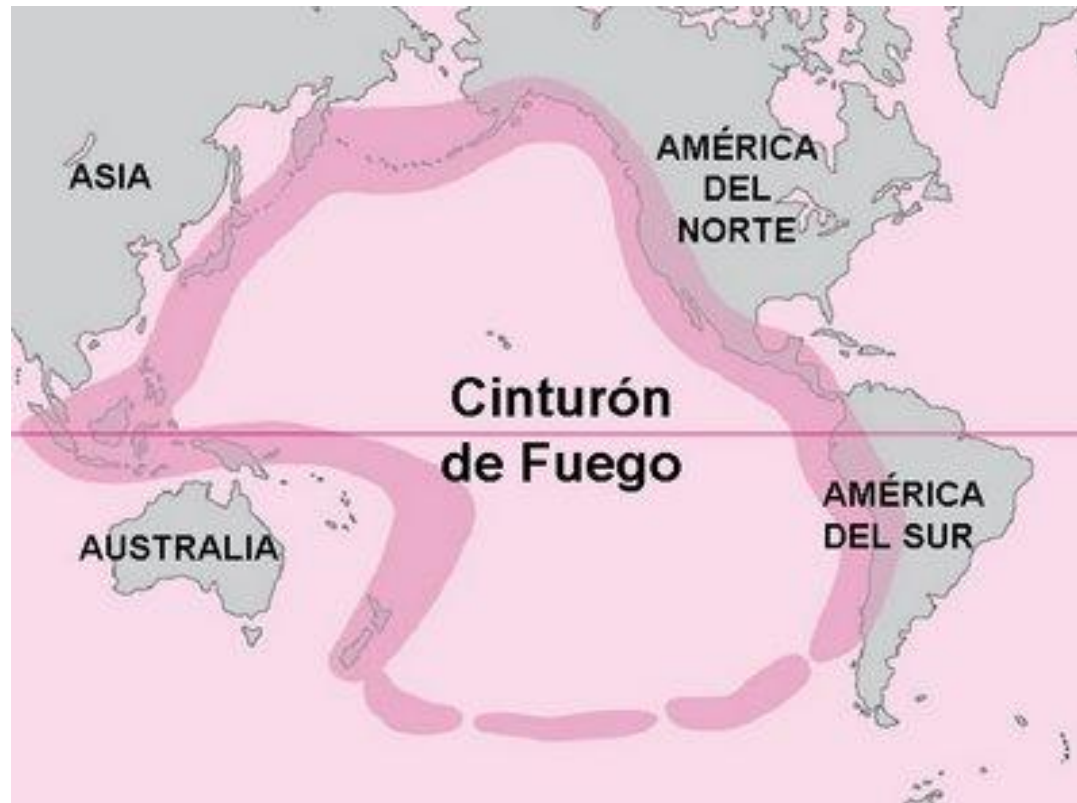 ASIA
AMÉRICA
DEL
NORTE
Cinturón
de Fuego
AMÉRICA
DEL SUR
AUSTRALIA